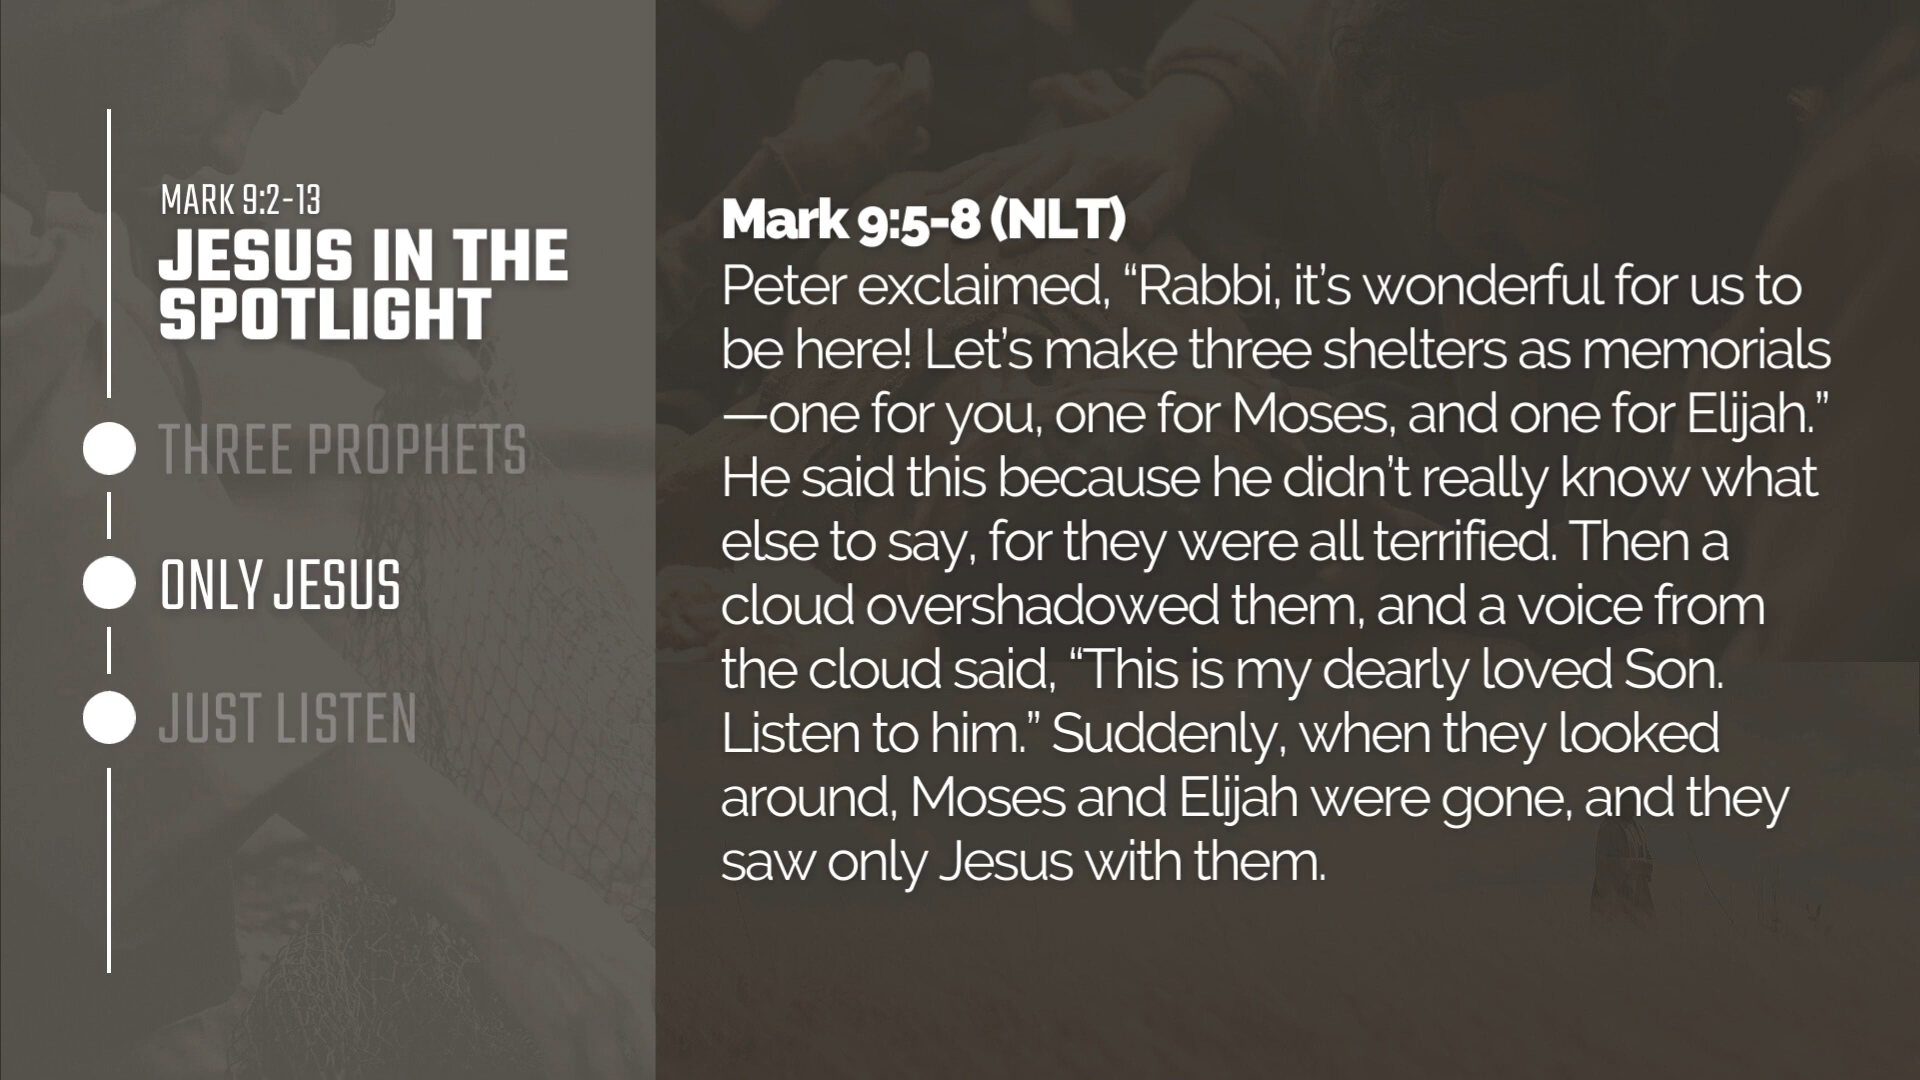 MARK 9:2-13
JESUS IN THE
SPOTLIGHT
THREE PROPHETS
ONLY JESUS
JUST LISTEN
Mark 9:5-8 (NLT)
Peter exclaimed, “Rabbi, it’s wonderful for us to
be here! Let’s make three shelters as memorials
—one for you, one for Moses, and one for Elijah.”
He said this because he didn’t really know what
else to say, for they were all terrified. Then a
cloud overshadowed them, and a voice from
the cloud said, “This is my dearly loved Son.
Listen to him.” Suddenly, when they looked
around, Moses and Elijah were gone, and they
saw only Jesus with them.